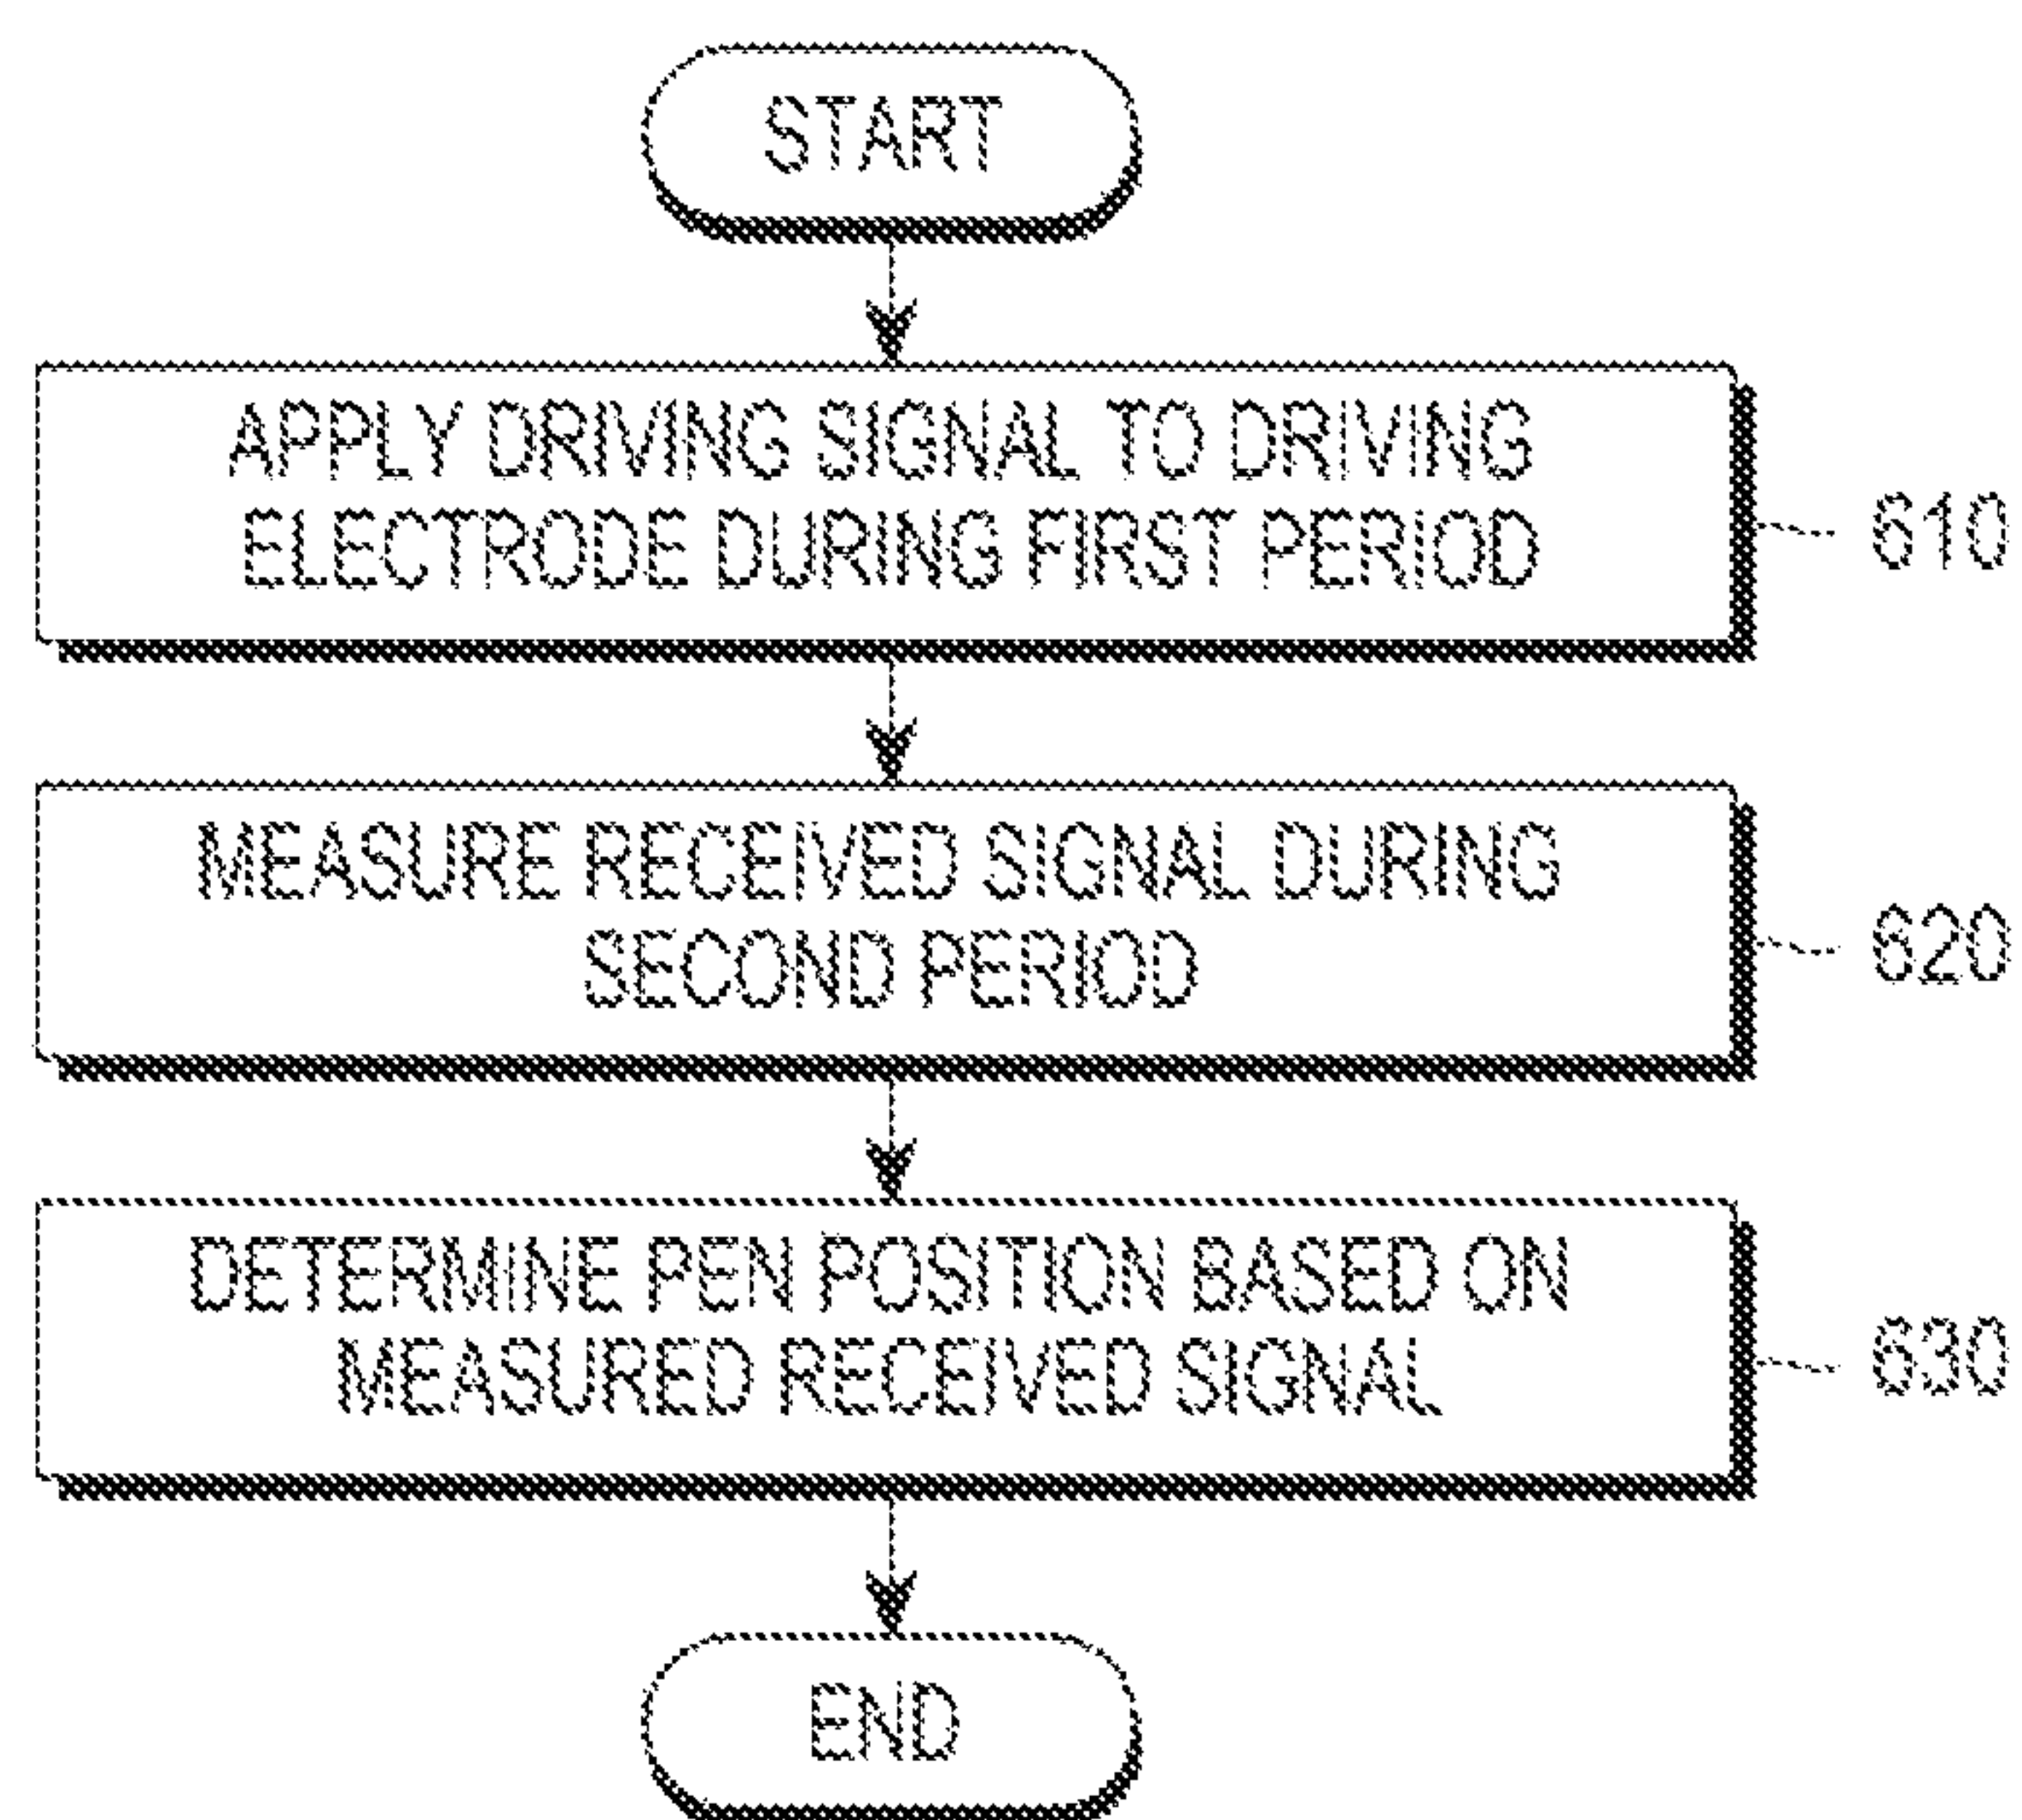 START
APPLY DRIVING SIGNAL TO DRIVING
ELECTRODE DURING FIRST PERIOD
610
MEASURE RECEIVED SIGNAL DURING
SECOND PERIOD
620
DETERMINE PEN POSITION BASED ON
MEASURED RECEIVED SIGNAL
630
END